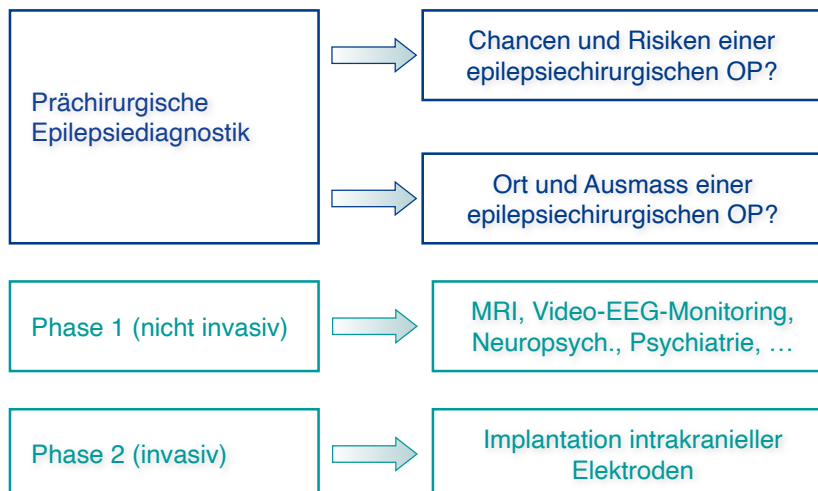 Prächirurgische
Epilepsiediagnostik
Chancen und Risiken einer
epilepsiechirurgischen OP?
Ort und Ausmass einer
epilepsiechirurgischen OP?
Phase 1 (nicht invasiv)
MRI, Video-EEG-Monitoring,
Neuropsych., Psychiatrie, …
Phase 2 (invasiv)
Implantation intrakranieller
Elektroden